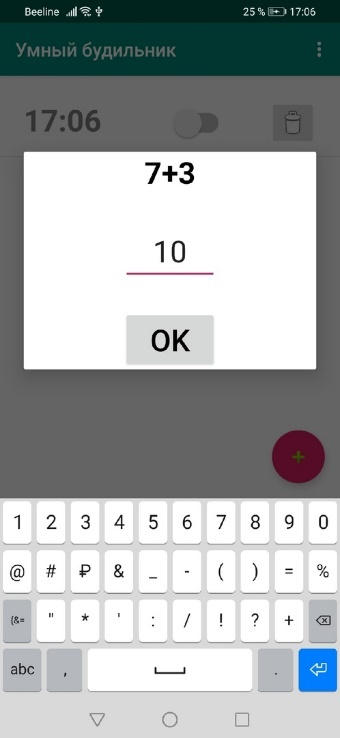 Beeline 25 % 17:06
Умный будильник
17:06
7+3
10
OK
+
1 2 3 4 5 6 7 8 9 0
@ # ₽ & _ - ( ) = %
{&= " * ' : / ! ? +
abc , .